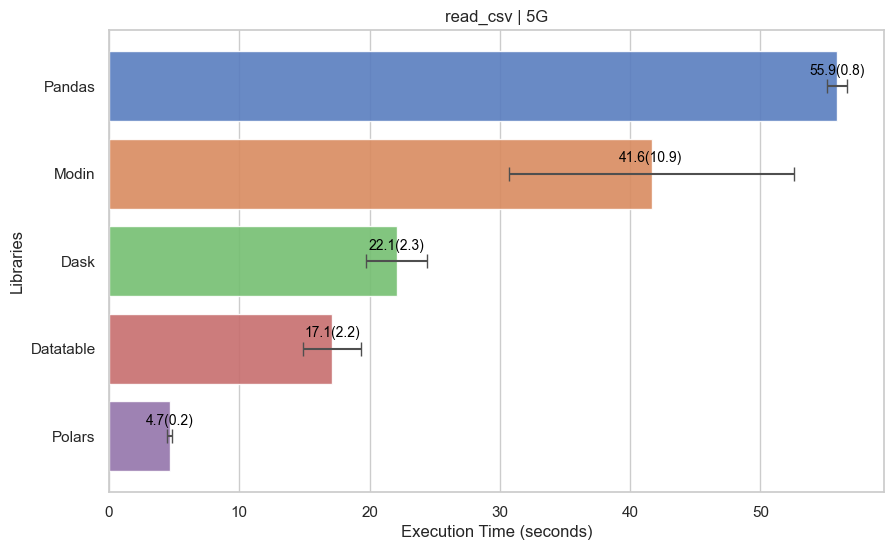 read_csv | 5G
Libraries
Pandas
55.9(0.8)
Modin
41.6(10.9)
Dask
22.1(2.3)
Datatable
17.1(2.2)
Polars
4.7(0.2)
0 10 20 30 40 50
Execution Time (seconds)